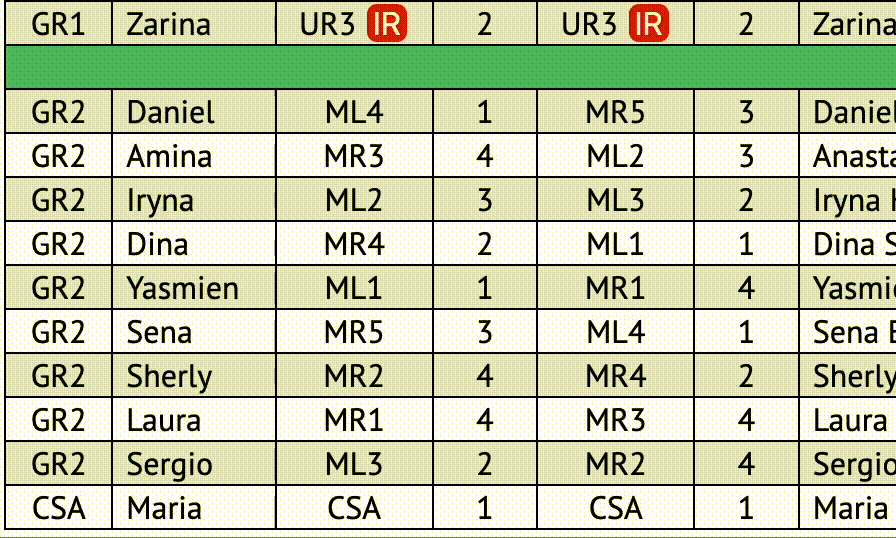 GR1 Zarina UR3 IR 2 UR3 IR 2 Zarina
GR2 Daniel ML4 1 MR5 3 Daniel
GR2 Amina MR3 4 ML2 3 Anasta
GR2 Iryna ML2 3 ML3 2 Iryna
GR2 Dina MR4 2 ML1 1 Dina S
GR2 Yasmien ML1 1 MR1 4 Yasmie
GR2 Sena MR5 3 ML4 1 Sena
GR2 Sherly MR2 4 MR4 2 Sherly
GR2 Laura MR1 4 MR3 4 Laura
GR2 Sergio ML3 2 MR2 4 Sergio
CSA Maria CSA 1 CSA 1 Maria